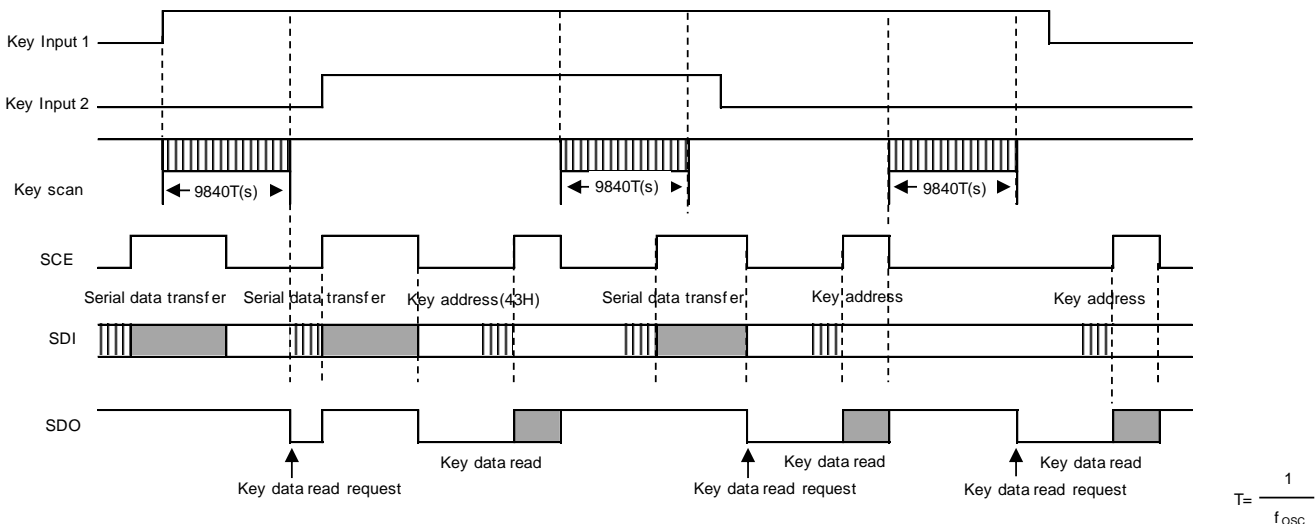 Key Input 1
Key Input 2
Key scan
9840T(s)
9840T(s)
9840T(s)
SCE
Serial data transfer
Serial data transfer
Key address(43H)
Serial data transfer
Key address
Key address
SDI
SDO
Key data read
Key data read
Key data read
Key data read request
Key data read request
Key data read request
T= 1
fOSC